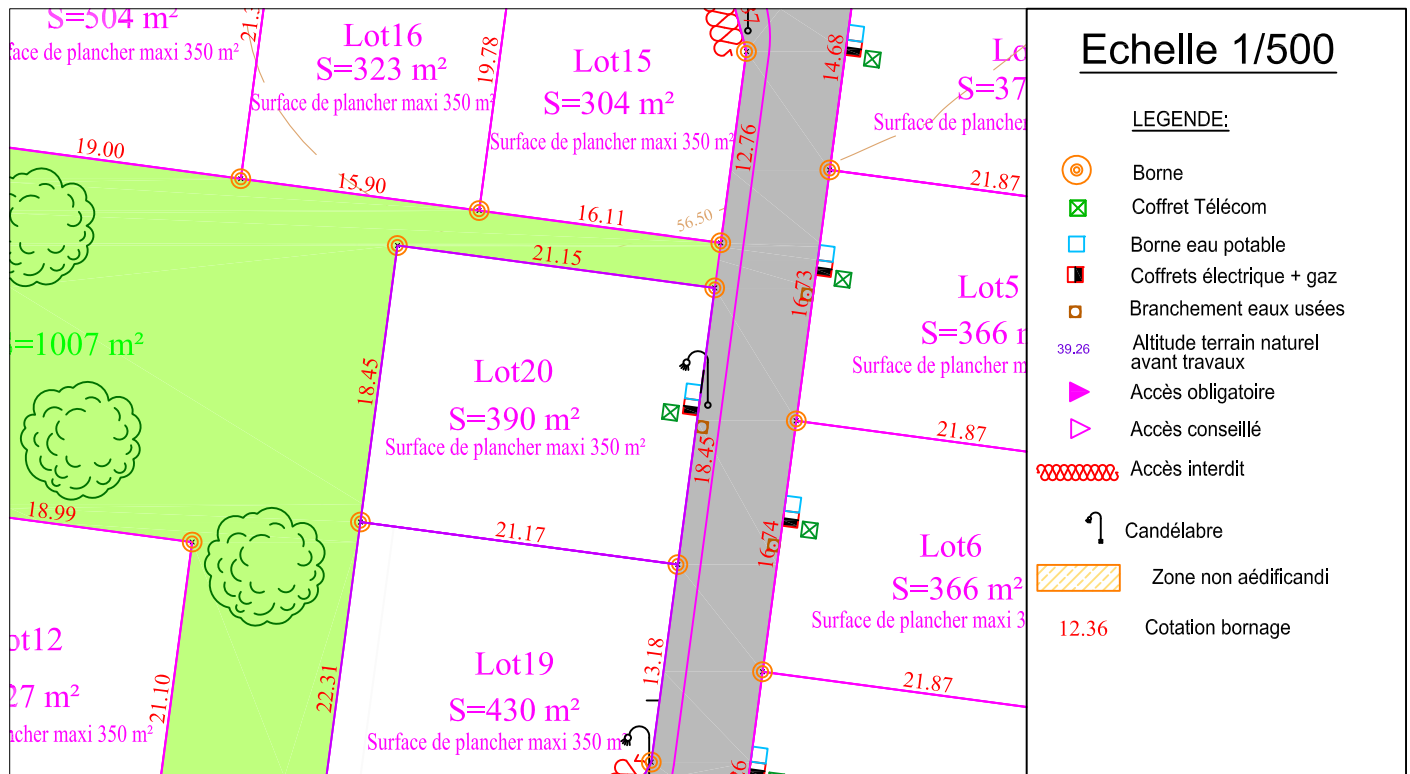 S=504 m²
face de plancher maxi 350 m²
Lot16
S=323 m²
Surface de plancher maxi 350 m²
19.78
Lot15
S=304 m²
Surface de plancher maxi 350 m²
14.68
12.76
Lo
S=37
Surface de plancher
19.00
15.90
16.11
56.50
21.15
21.87
=1007 m²
18.45
Lot20
S=390 m²
Surface de plancher maxi 350 m²
18.45
16.73
Lot5
S=366 m
Surface de plancher m
21.87
18.99
21.17
16.74
Lot6
S=366 m²
Surface de plancher maxi 3
21.87
ot12
27 m²
ncher maxi 350 m²
21.10
22.31
Lot19
S=430 m²
Surface de plancher maxi 350 m²
13.18
Echelle 1/500
LEGENDE:
Borne
Coffret Télécom
Borne eau potable
Coffrets électrique + gaz
Branchement eaux usées
39.26
Altitude terrain naturel
avant travaux
Accès obligatoire
Accès conseillé
Accès interdit
Candélabre
Zone non aédificandi
12.36
Cotation bornage